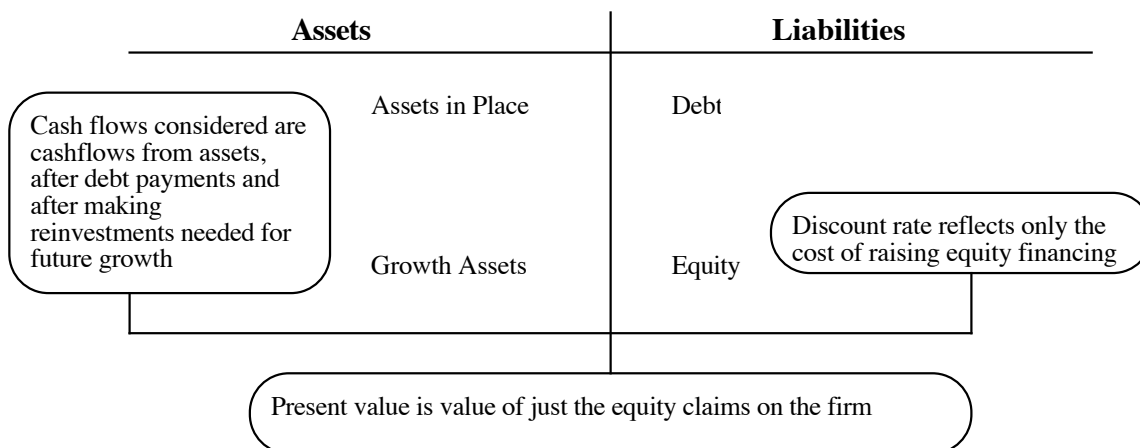 Assets
Liabilities
Assets in Place
Debt
Cash flows considered are
cashflows from assets,
after debt payments and
after making
reinvestments needed for
future growth
Growth Assets
Equity
Discount rate reflects only the
cost of raising equity financing
Present value is value of just the equity claims on the firm